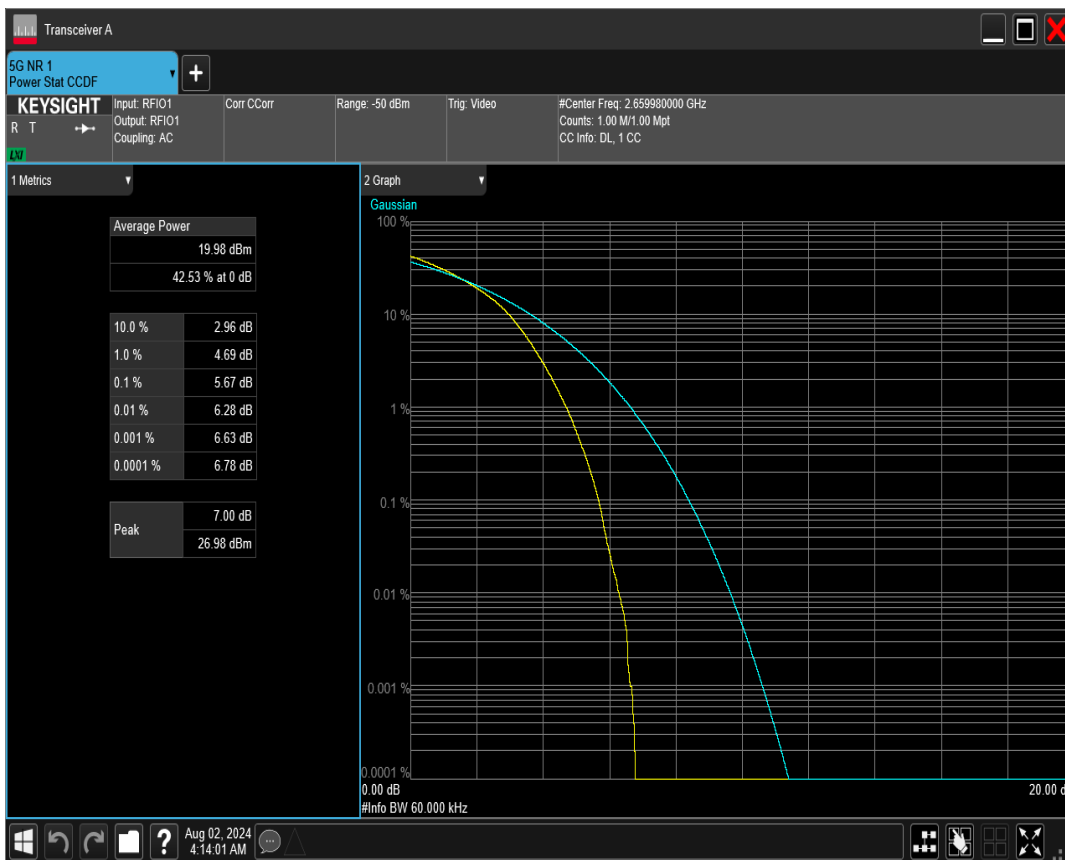 Transceiver A
5G NR 1
Power Stat CCDF
KEYSIGHT
R T
LXI
Input: RFIO1
Output: RFIO1
Coupling: AC
Corr CCorr
Range: -50 dBm
Trig: Video
#Center Freq: 2.659980000 GHz
Counts: 1.00 M/1.00 Mpt
CC Info: DL, 1 CC
1 Metrics
Average Power
19.98 dBm
42.53 % at 0 dB
10.0 % 2.96 dB
1.0 % 4.69 dB
0.1 % 5.67 dB
0.01 % 6.28 dB
0.001 % 6.63 dB
0.0001 % 6.78 dB
Peak 7.00 dB
26.98 dBm
2 Graph
Gaussian
100 %
10 %
1 %
0.1 %
0.01 %
0.001 %
0.0001 %
0.00 dB 20.00 d
#Info BW 60.000 kHz
? Aug 02, 2024
4:14:01 AM